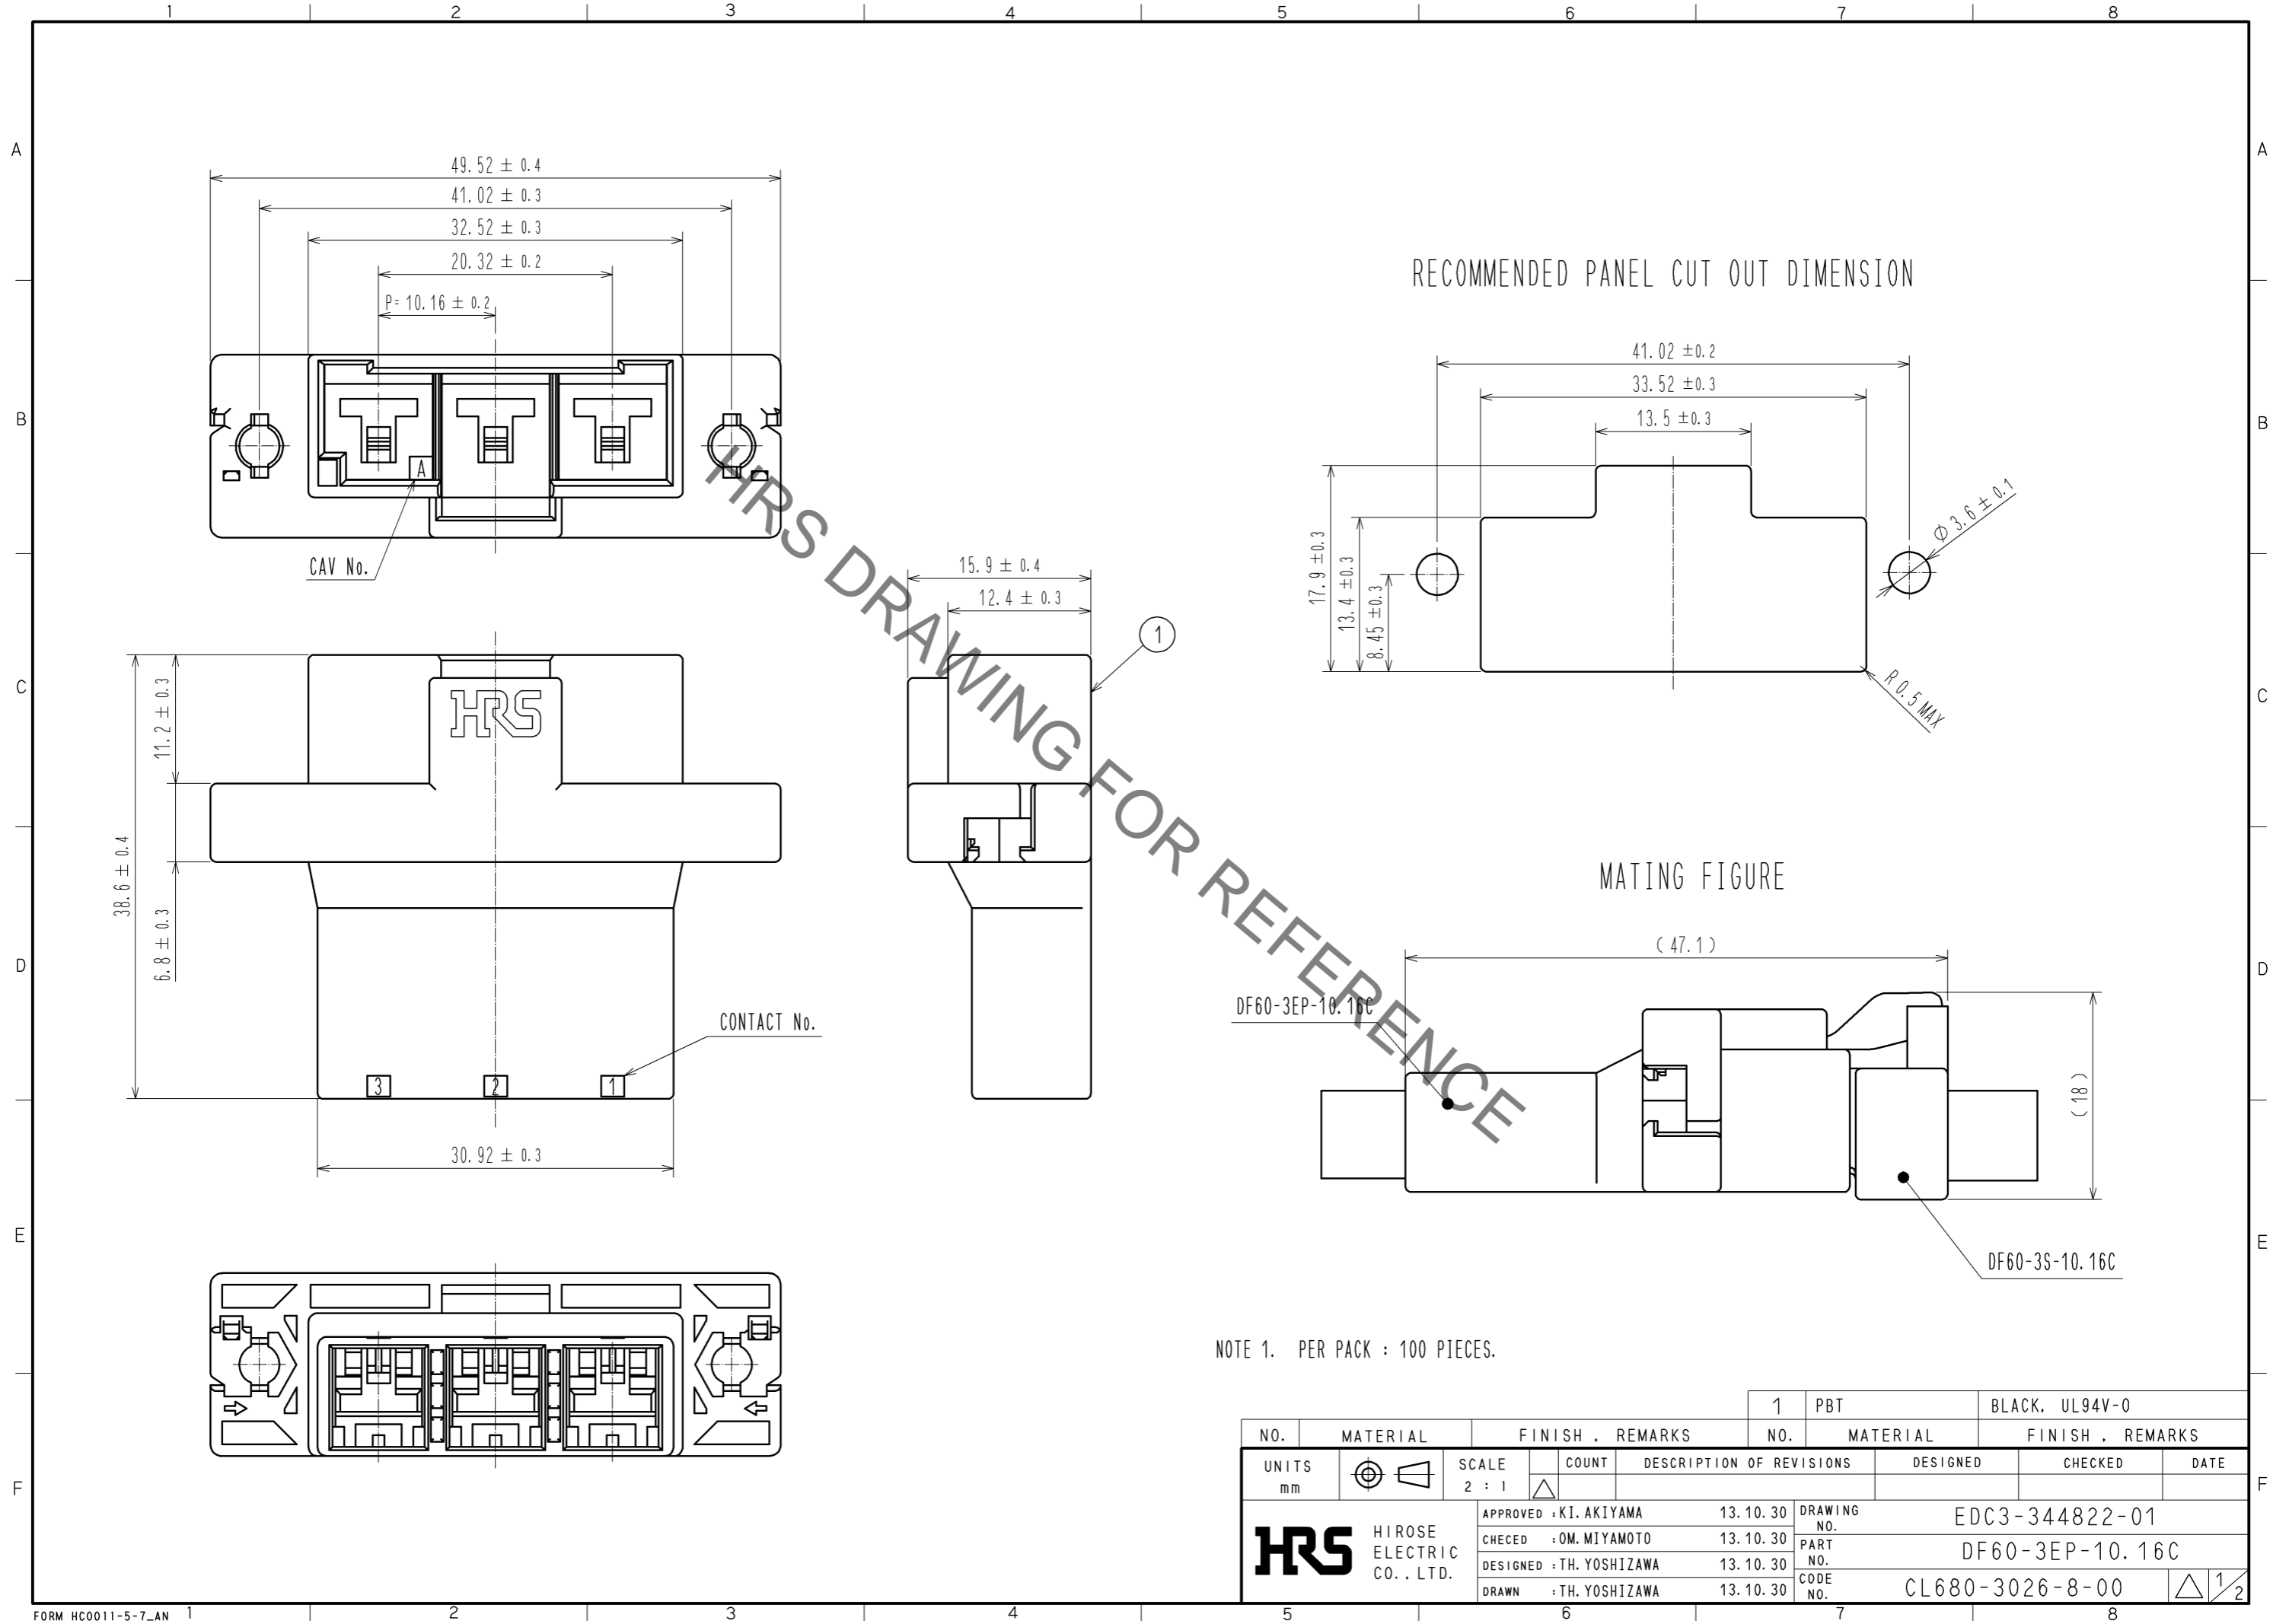 1 2 3 4 5 6 7 8
A A
B B
C C
D D
E E
F F
49.52 ± 0.4
41.02 ± 0.3
32.52 ± 0.3
20.32 ± 0.2
P= 10.16 ± 0.2
A
CAV No.
RECOMMENDED PANEL CUT OUT DIMENSION
41.02 ±0.2
33.52 ±0.3
13.5 ±0.3
17.9 ±0.3
13.4 ±0.3
8.45 ±0.3
Ø 3.6 ± 0.1
R 0.5 MAX
15.9 ± 0.4
12.4 ± 0.3
1
HRS
38.6 ± 0.4
11.2 ± 0.3
6.8 ± 0.3
CONTACT No.
3 2 1
30.92 ± 0.3
HRS DRAWING FOR REFERENCE
MATING FIGURE
(47.1)
DF60-3EP-10.16C
(18)
DF60-3S-10.16C
NOTE 1. PER PACK : 100 PIECES.
1 PBT BLACK, UL94V-0
NO. MATERIAL FINISH , REMARKS NO. MATERIAL FINISH , REMARKS
UNITS mm SCALE 2 : 1 COUNT DESCRIPTION OF REVISIONS DESIGNED CHECKED DATE
HRS HIROSE ELECTRIC CO., LTD.
APPROVED : KI. AKIYAMA 13.10.30
CHECED : OM. MIYAMOTO 13.10.30
DESIGNED : TH. YOSHIZAWA 13.10.30
DRAWN : TH. YOSHIZAWA 13.10.30
DRAWING NO. EDC3-344822-01
PART NO. DF60-3EP-10.16C
CODE NO. CL680-3026-8-00 1/2
FORM HC0011-5-7_AN 1 2 3 4 5 6 7 8